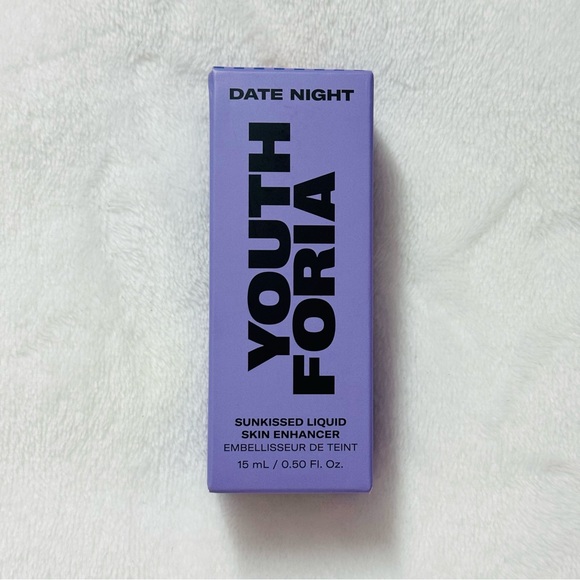 DATE NIGHT
YOUTH
FORIA
SUNKISSED LIQUID
SKIN ENHANCER
EMBELLISSEUR DE TEINT
15 mL / 0.50 Fl. Oz.